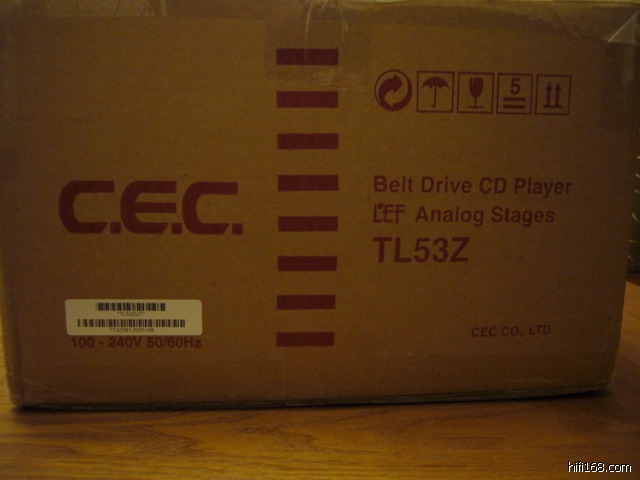 C.E.C.
5
Belt Drive CD Player
LEF Analog Stages
TL53Z
100 - 240V 50/60Hz
CEC CO., LTD.
hifi168.com